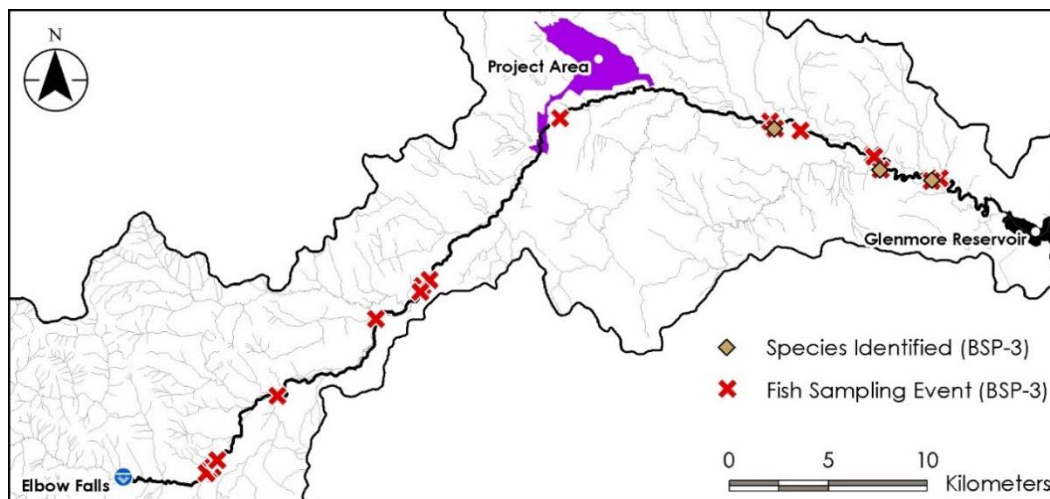 N
Project Area
Glenmore Reservoir
Species Identified (BSP-3)
Fish Sampling Event (BSP-3)
0 5 10
Kilometers
Elbow Falls